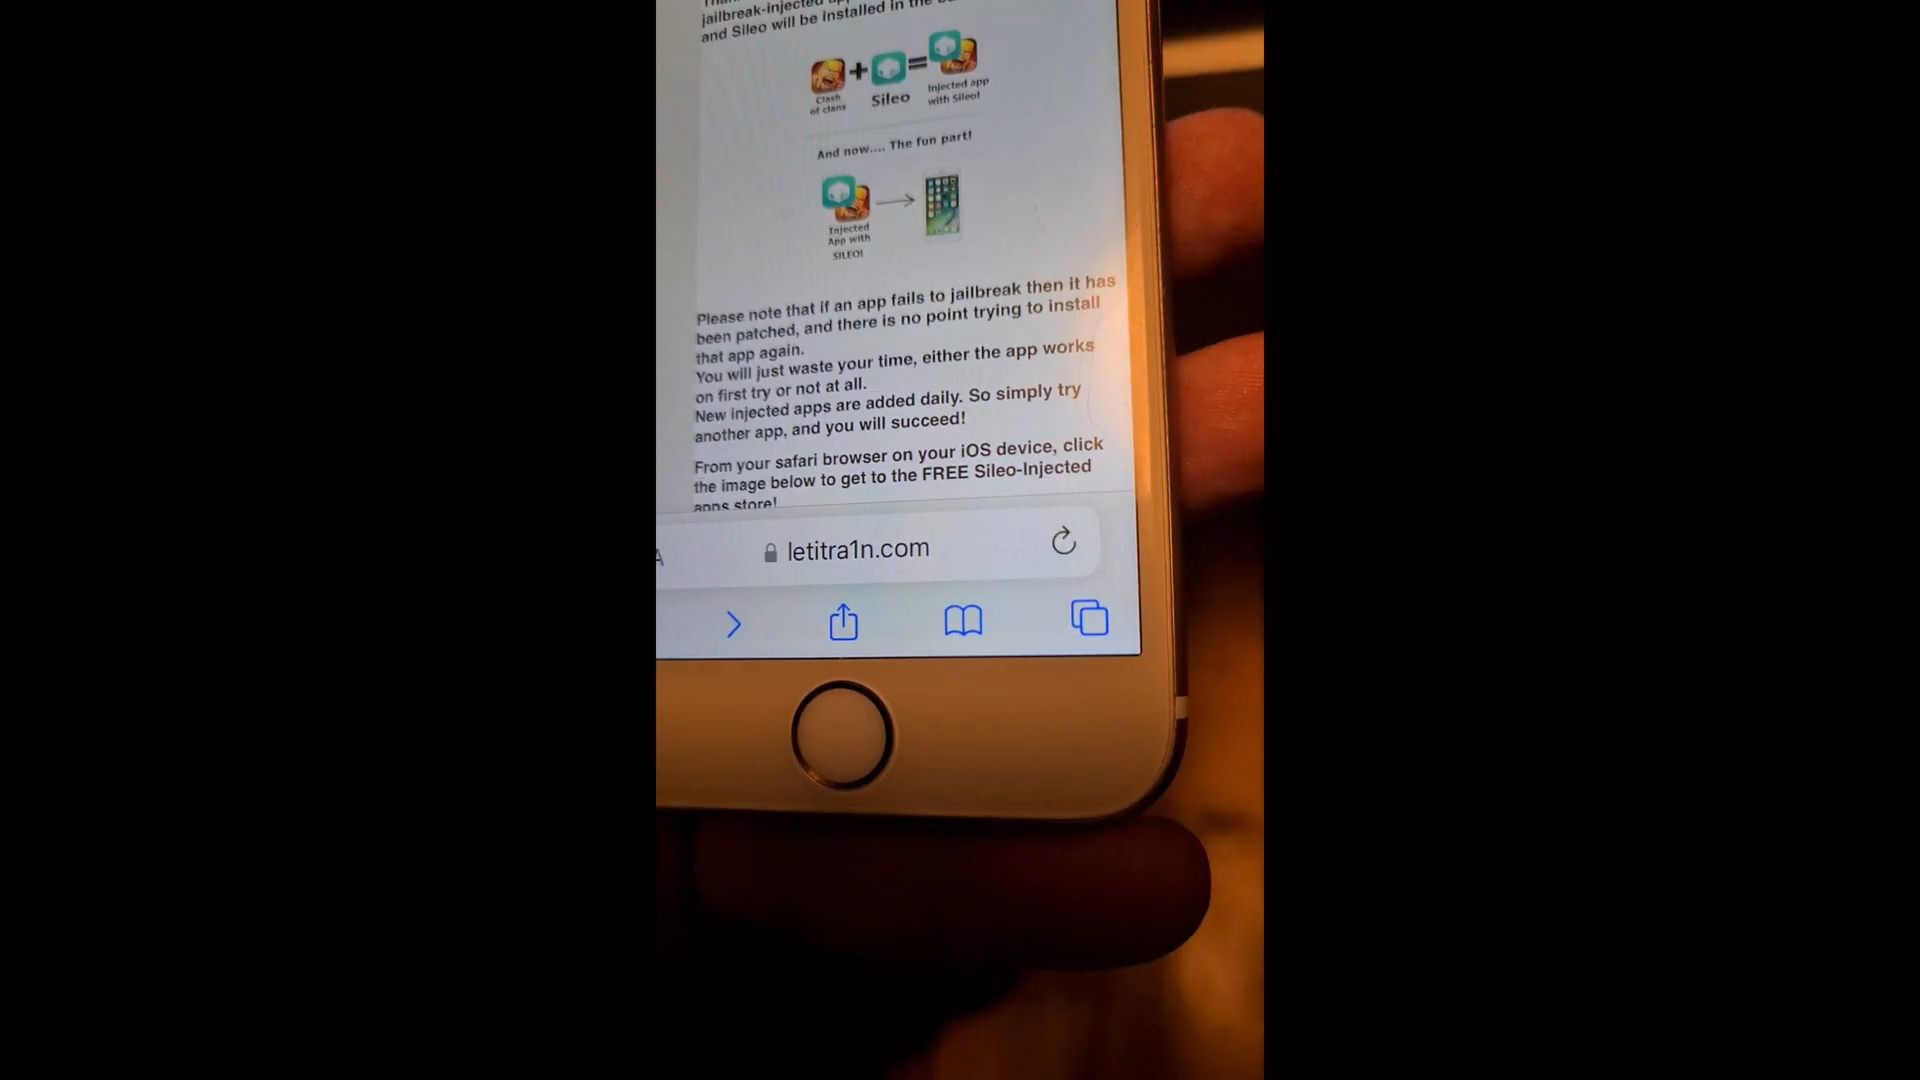 jailbreak-injected
and Sileo will be installed in the
Clash
of clans
Sileo
Injected app
with Sileo!
And now.... The fun part!
Injected
App with
SILEO!
Please note that if an app fails to jailbreak then it has
been patched, and there is no point trying to install
that app again.
You will just waste your time, either the app works
on first try or not at all.
New injected apps are added daily. So simply try
another app, and you will succeed!
From your safari browser on your iOS device, click
the image below to get to the FREE Sileo-Injected
apps store!
letitra1n.com